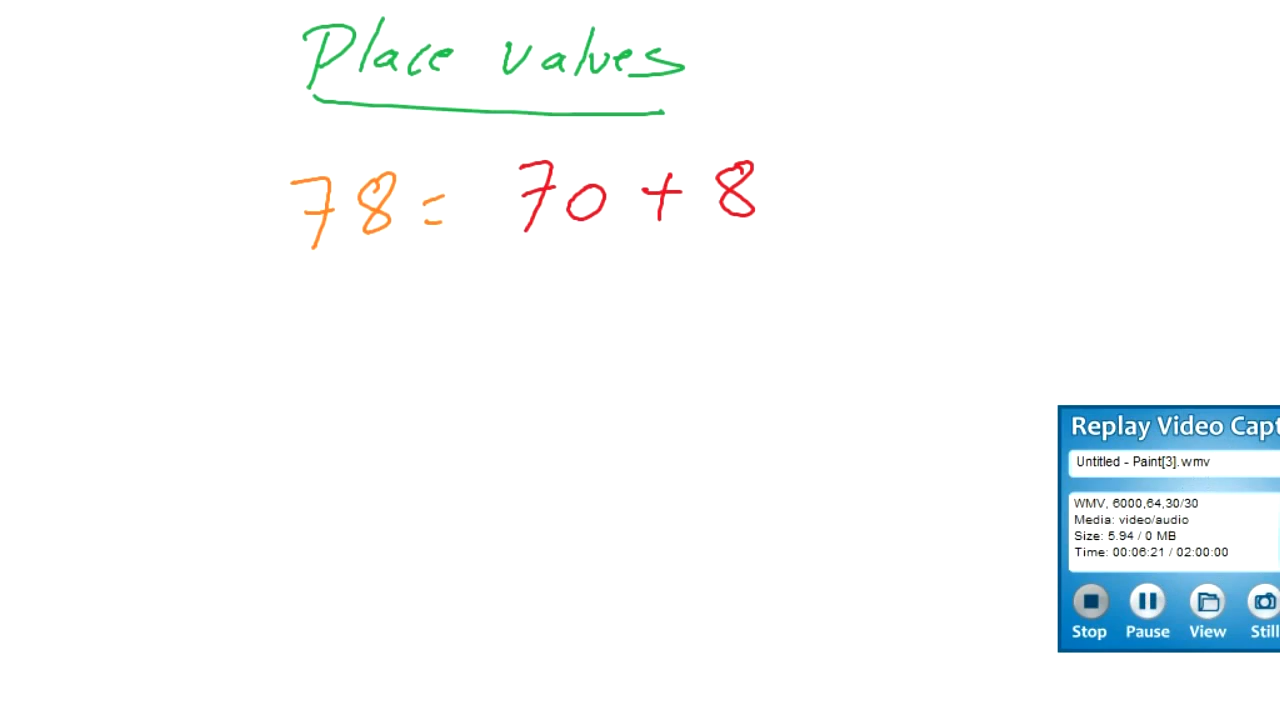 Place values
78 = 70 + 8
Replay Video Capt
Untitled - Paint[3].wmv
WMV, 6000,64,30/30
Media: video/audio
Size: 5.94 / 0 MB
Time: 00:06:21 / 02:00:00
Stop Pause View Still